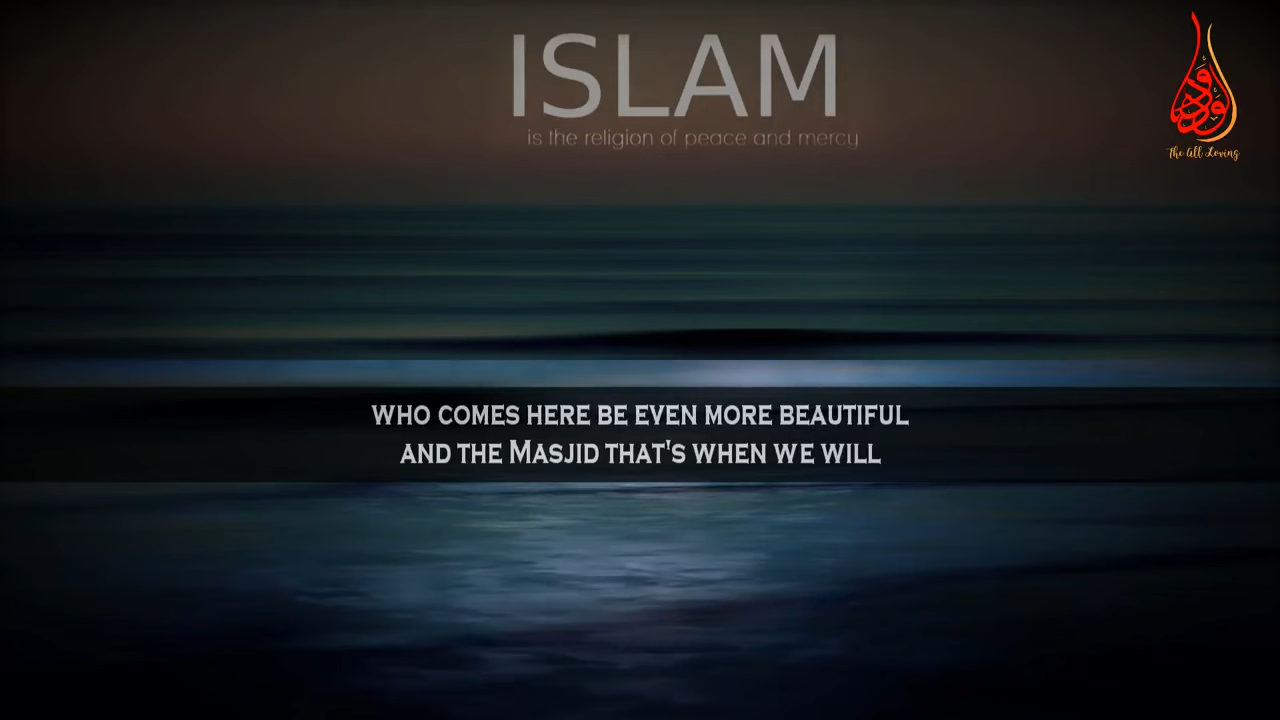 ISLAM
is the religion of peace and mercy
الودود
The All Loving
WHO COMES HERE BE EVEN MORE BEAUTIFUL
AND THE MASJID THAT'S WHEN WE WILL